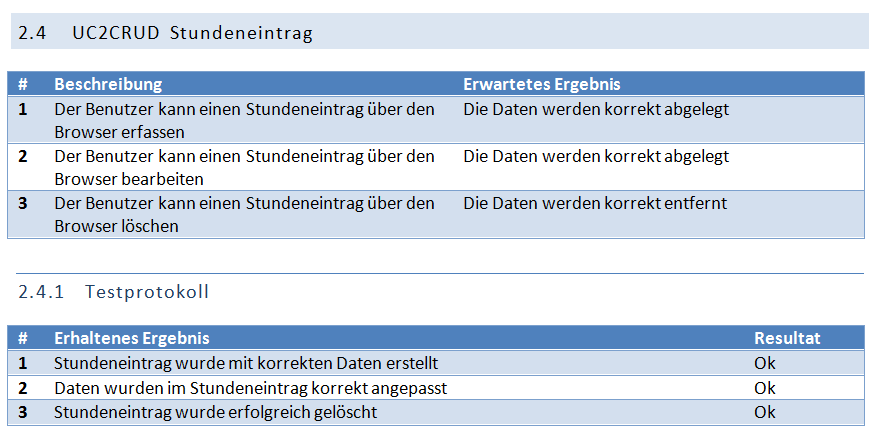 2.4 UC2CRUD Stundeneintrag
# Beschreibung Erwartetes Ergebnis
1 Der Benutzer kann einen Stundeneintrag über den Die Daten werden korrekt abgelegt
Browser erfassen
2 Der Benutzer kann einen Stundeneintrag über den Die Daten werden korrekt abgelegt
Browser bearbeiten
3 Der Benutzer kann einen Stundeneintrag über den Die Daten werden korrekt entfernt
Browser löschen
2.4.1 Testprotokoll
# Erhaltenes Ergebnis Resultat
1 Stundeneintrag wurde mit korrekten Daten erstellt Ok
2 Daten wurden im Stundeneintrag korrekt angepasst Ok
3 Stundeneintrag wurde erfolgreich gelöscht Ok